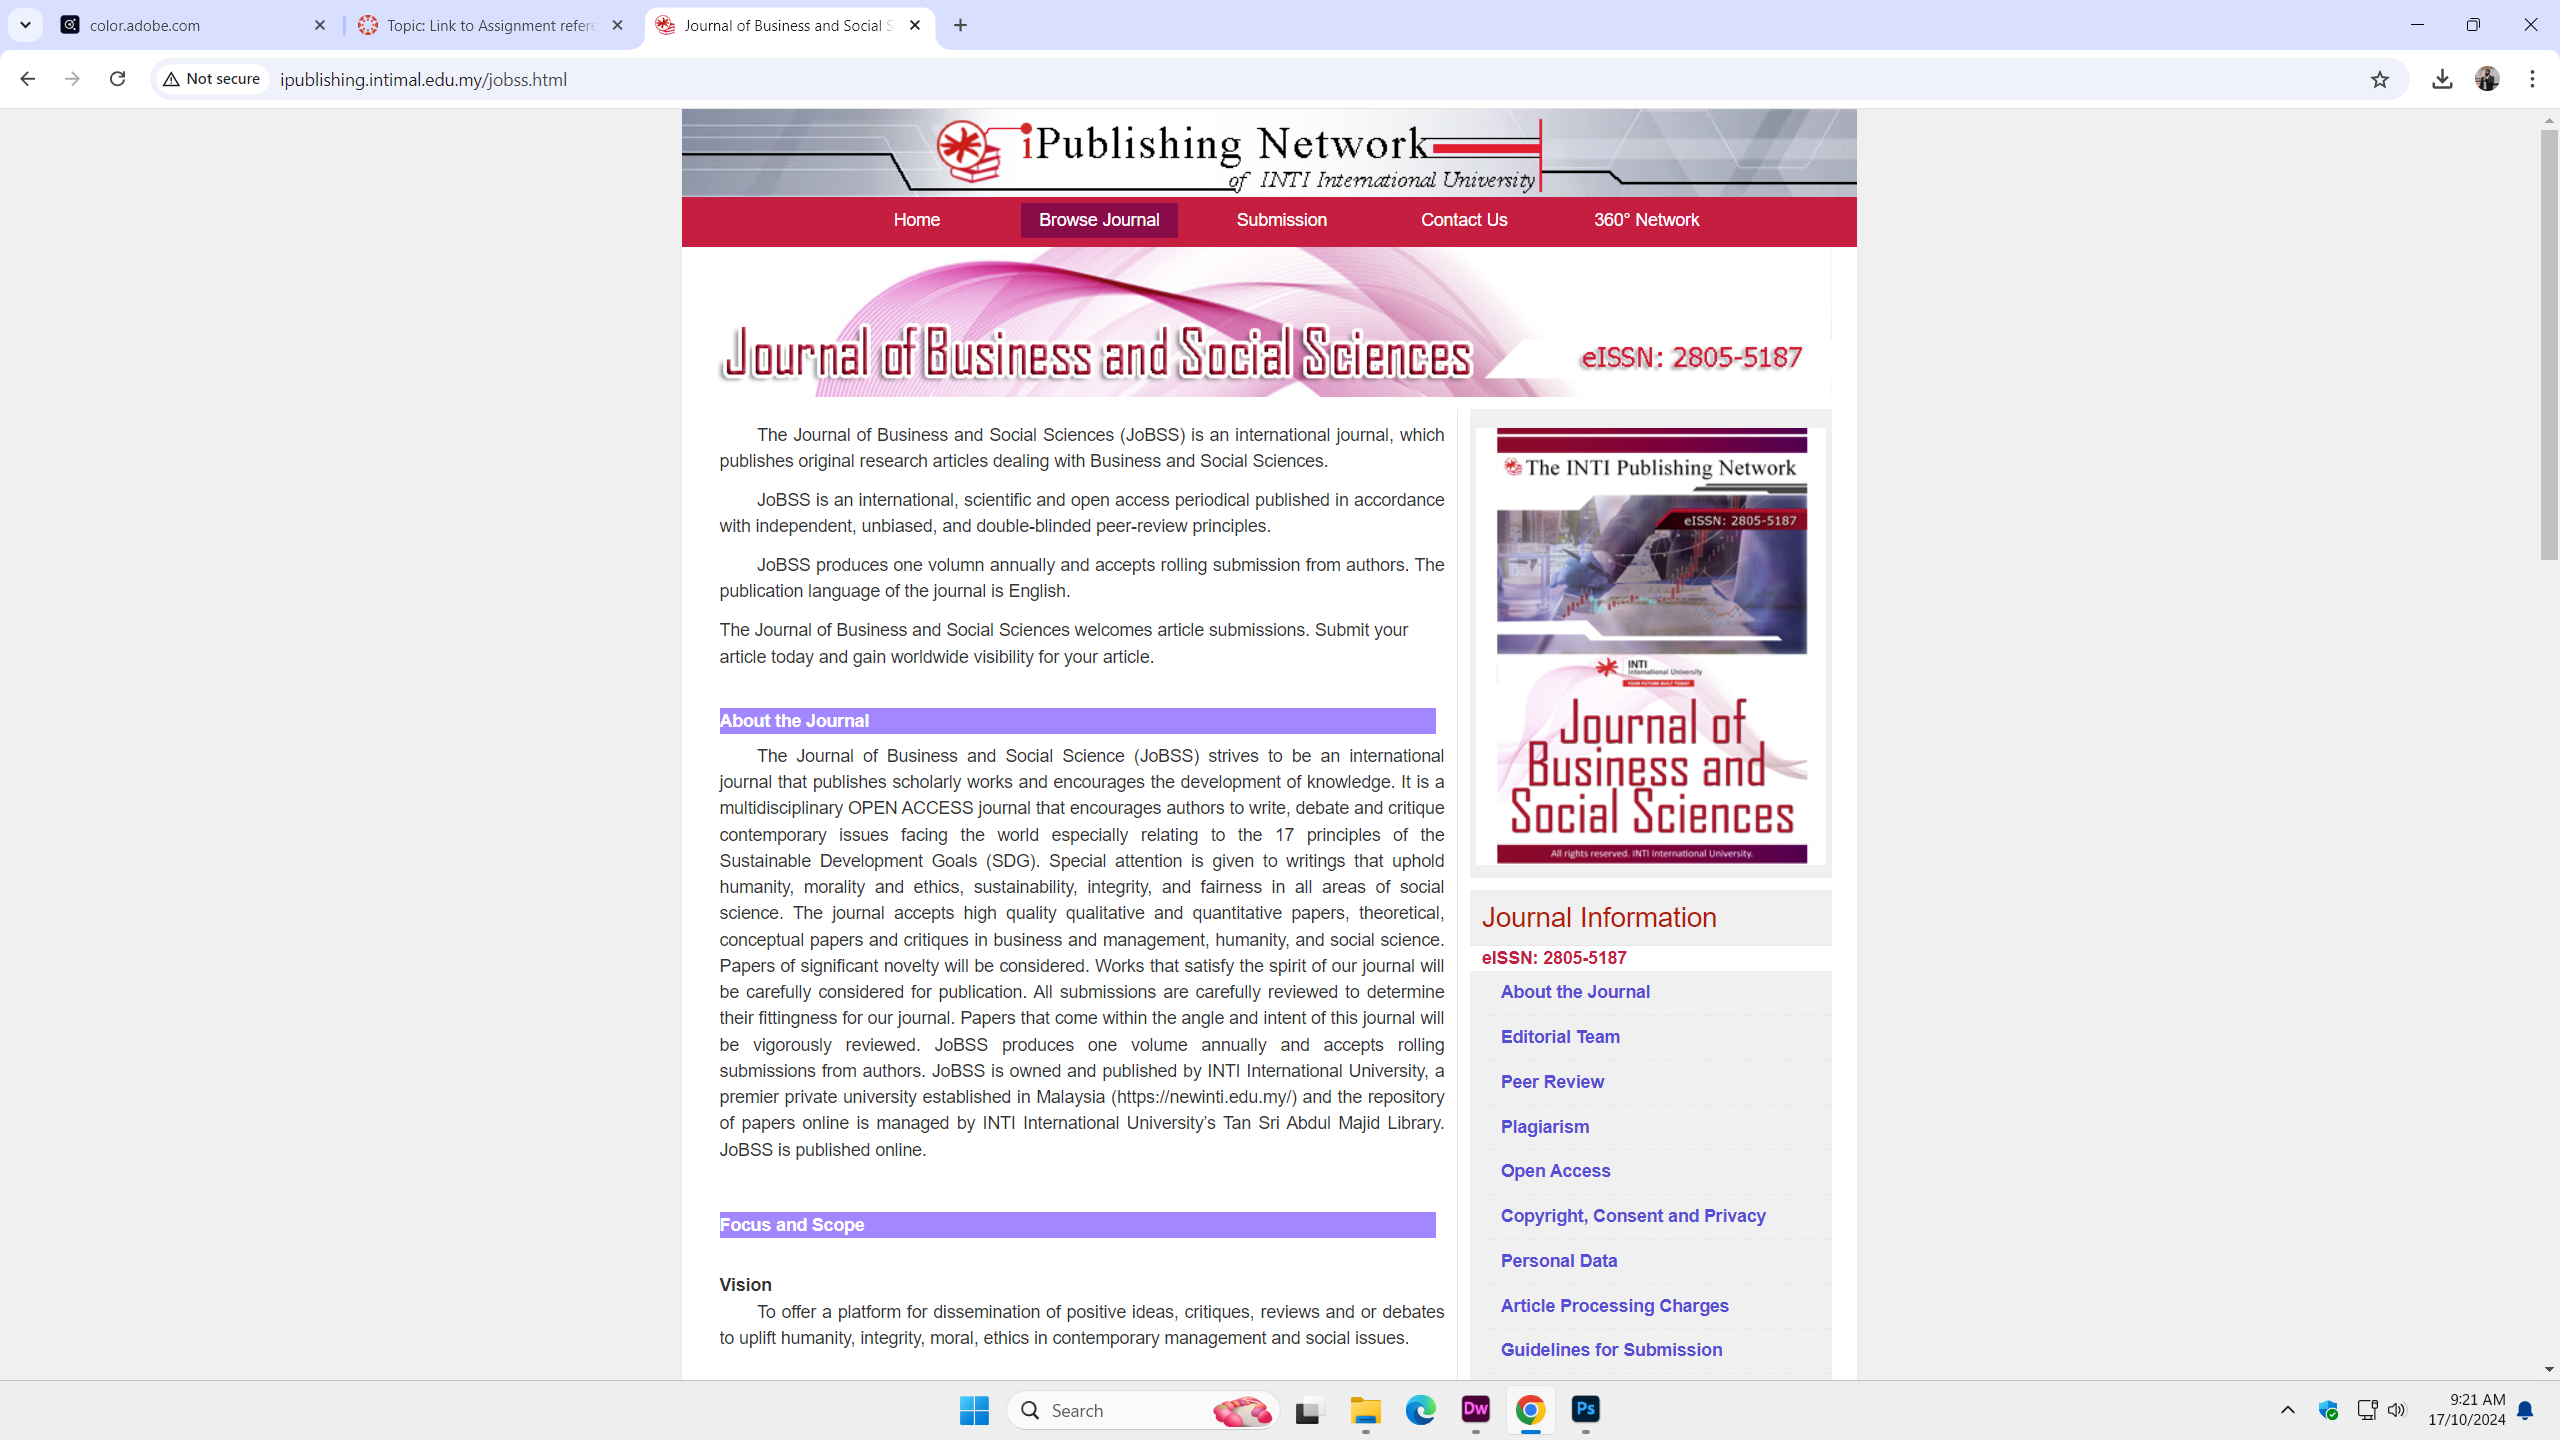 color.adobe.com
Topic: Link to Assignment refere
Journal of Business and Social S
Not secure
ipublishing.intimal.edu.my/jobss.html
iPublishing Network
of INTI International University
Home
Browse Journal
Submission
Contact Us
360° Network
Journal of Business and Social Sciences
eISSN: 2805-5187
The Journal of Business and Social Sciences (JoBSS) is an international journal, which
publishes original research articles dealing with Business and Social Sciences.
JoBSS is an international, scientific and open access periodical published in accordance
with independent, unbiased, and double-blinded peer-review principles.
JoBSS produces one volumn annually and accepts rolling submission from authors. The
publication language of the journal is English.
The Journal of Business and Social Sciences welcomes article submissions. Submit your
article today and gain worldwide visibility for your article.
About the Journal
The Journal of Business and Social Science (JoBSS) strives to be an international
journal that publishes scholarly works and encourages the development of knowledge. It is a
multidisciplinary OPEN ACCESS journal that encourages authors to write, debate and critique
contemporary issues facing the world especially relating to the 17 principles of the
Sustainable Development Goals (SDG). Special attention is given to writings that uphold
humanity, morality and ethics, sustainability, integrity, and fairness in all areas of social
science. The journal accepts high quality qualitative and quantitative papers, theoretical,
conceptual papers and critiques in business and management, humanity, and social science.
Papers of significant novelty will be considered. Works that satisfy the spirit of our journal will
be carefully considered for publication. All submissions are carefully reviewed to determine
their fittingness for our journal. Papers that come within the angle and intent of this journal will
be vigorously reviewed. JoBSS produces one volume annually and accepts rolling
submissions from authors. JoBSS is owned and published by INTI International University, a
premier private university established in Malaysia (https://newinti.edu.my/) and the repository
of papers online is managed by INTI International University’s Tan Sri Abdul Majid Library.
JoBSS is published online.
Focus and Scope
Vision
To offer a platform for dissemination of positive ideas, critiques, reviews and or debates
to uplift humanity, integrity, moral, ethics in contemporary management and social issues.
The INTI Publishing Network
eISSN: 2805-5187
INTI
International University
YOUR FUTURE BUILT TODAY
Journal of
Business and
Social Sciences
All rights reserved. INTI International University.
Journal Information
eISSN: 2805-5187
About the Journal
Editorial Team
Peer Review
Plagiarism
Open Access
Copyright, Consent and Privacy
Personal Data
Article Processing Charges
Guidelines for Submission
Search
Dw
Ps
9:21 AM
17/10/2024